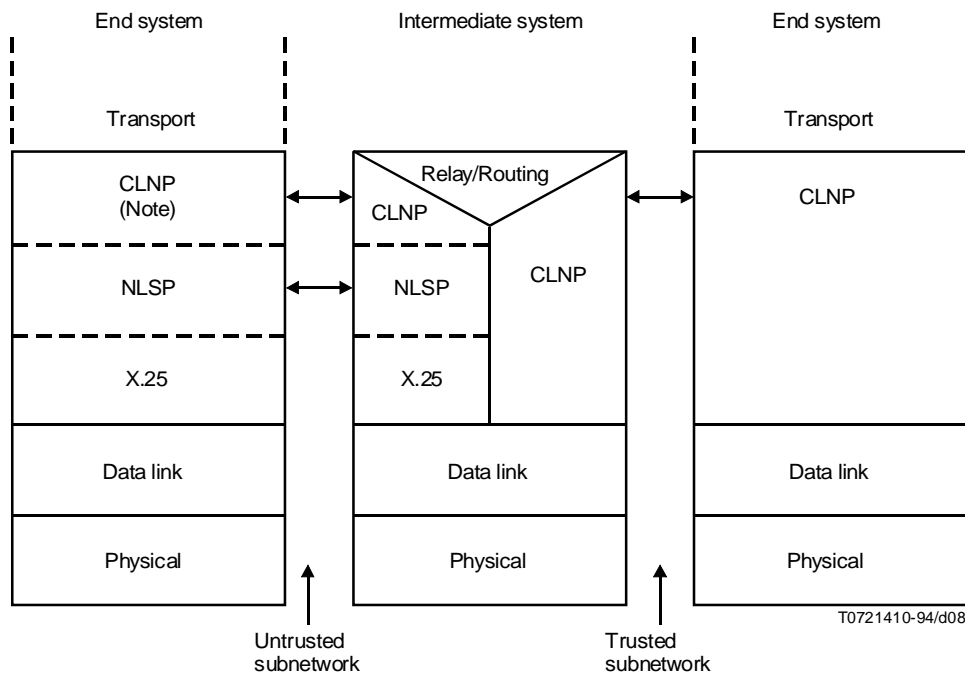 End system
Intermediate system
End system
Transport
Transport
CLNP
(Note)
Relay/Routing
CLNP
CLNP
NLSP
NLSP
CLNP
X.25
X.25
Data link
Data link
Data link
Physical
Physical
Physical
T0721410-94/d08
Untrusted
subnetwork
Trusted
subnetwork